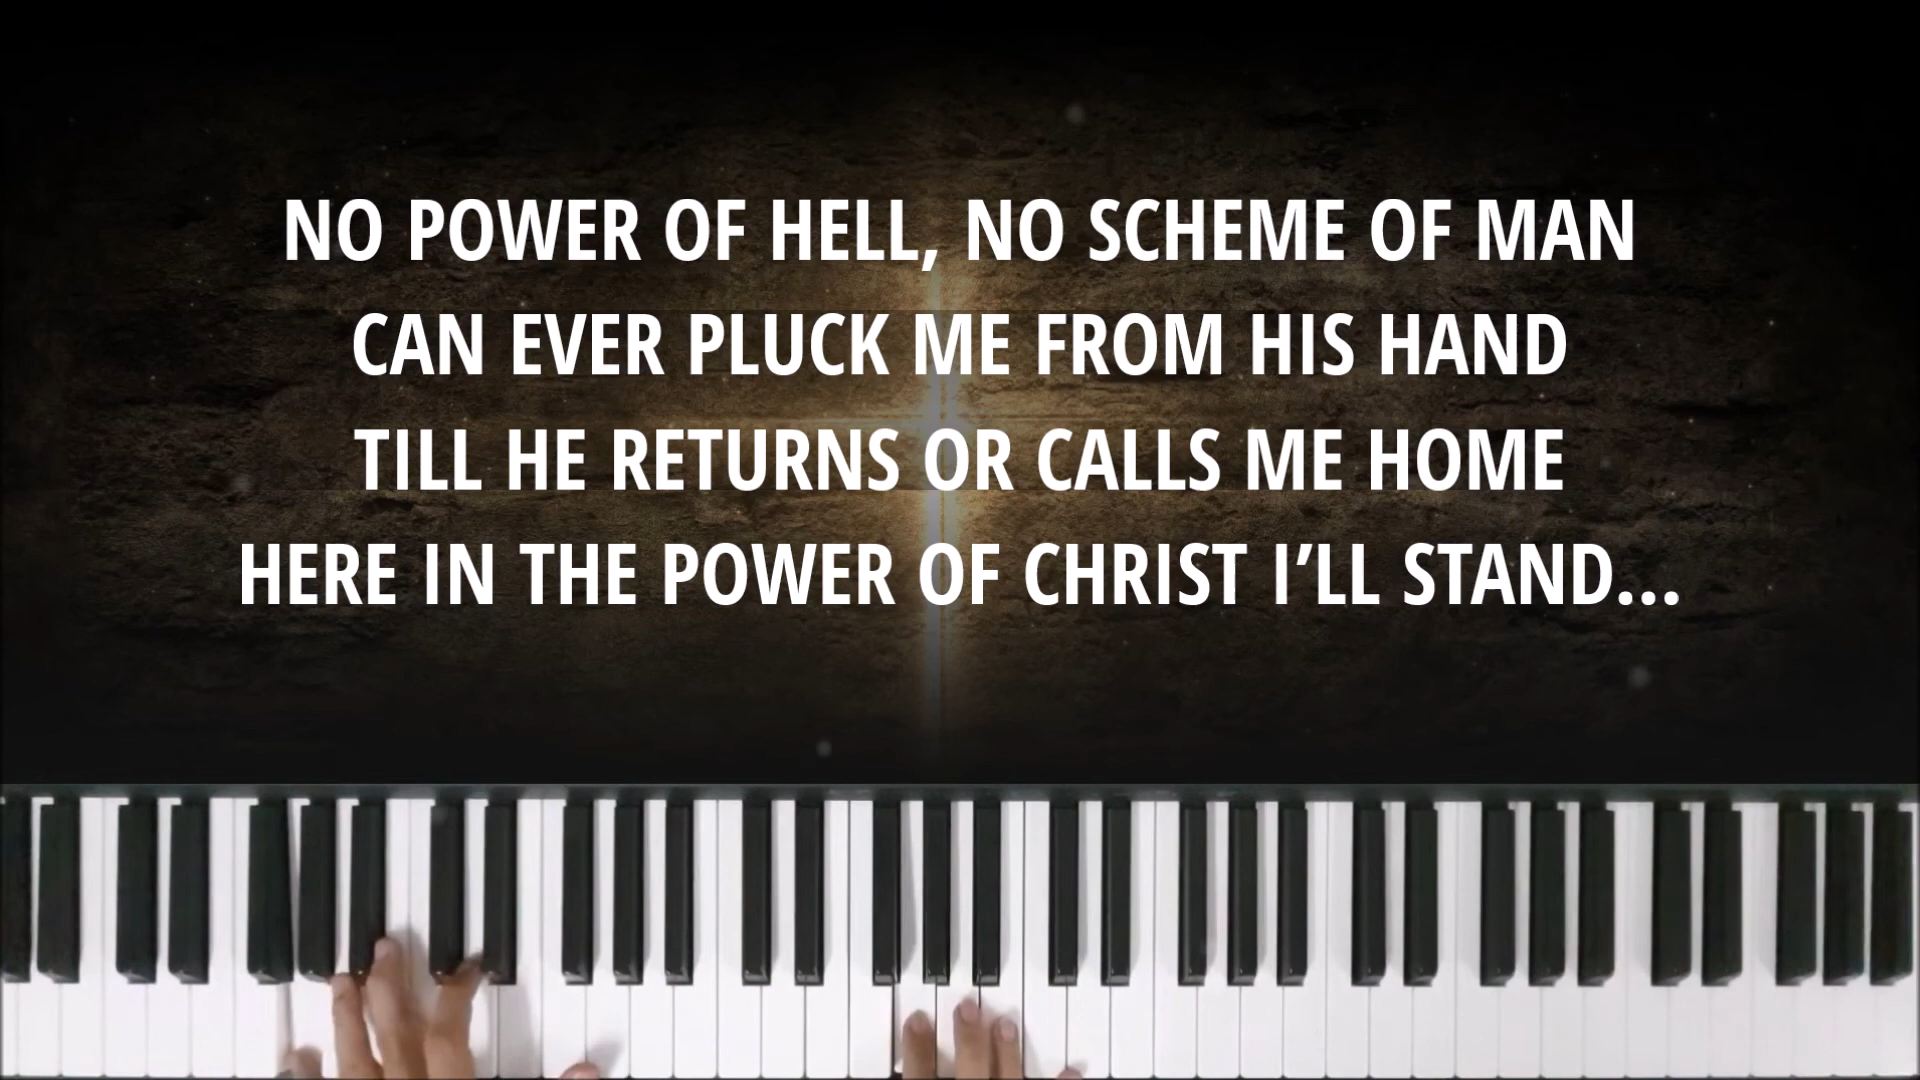 NO POWER OF HELL, NO SCHEME OF MAN
CAN EVER PLUCK ME FROM HIS HAND
TILL HE RETURNS OR CALLS ME HOME
HERE IN THE POWER OF CHRIST I’LL STAND...